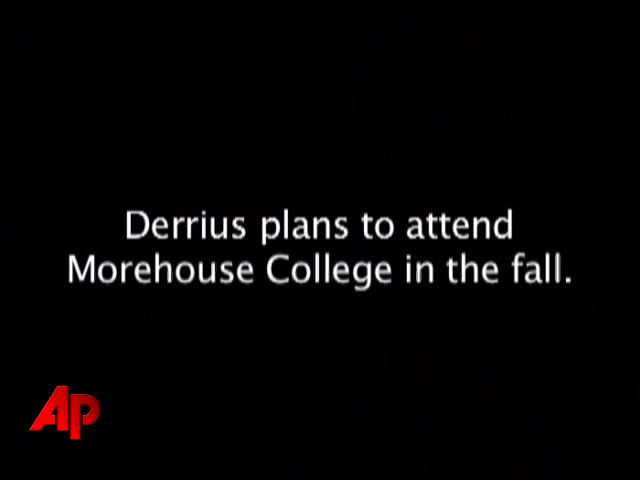 Derrius plans to attend
Morehouse College in the fall.
AP